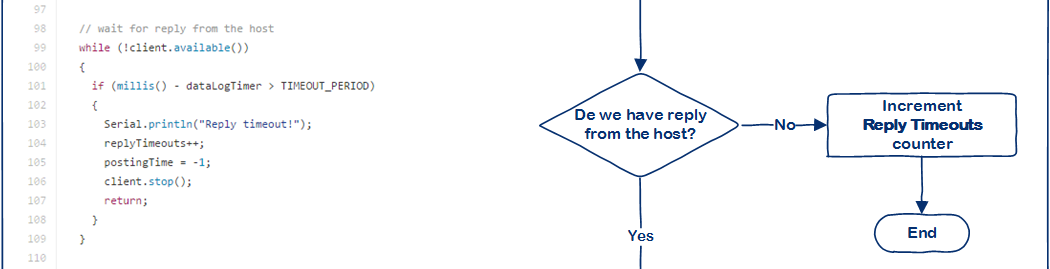 97
98 // wait for reply from the host
99 while (!client.available())
100 {
101 if (millis() - dataLogTimer > TIMEOUT_PERIOD)
102 {
103 Serial.println("Reply timeout!");
104 replyTimeouts++;
105 postingTime = -1;
106 client.stop();
107 return;
108 }
109 }
110
De we have reply
from the host?
No
Increment
Reply Timeouts
counter
End
Yes